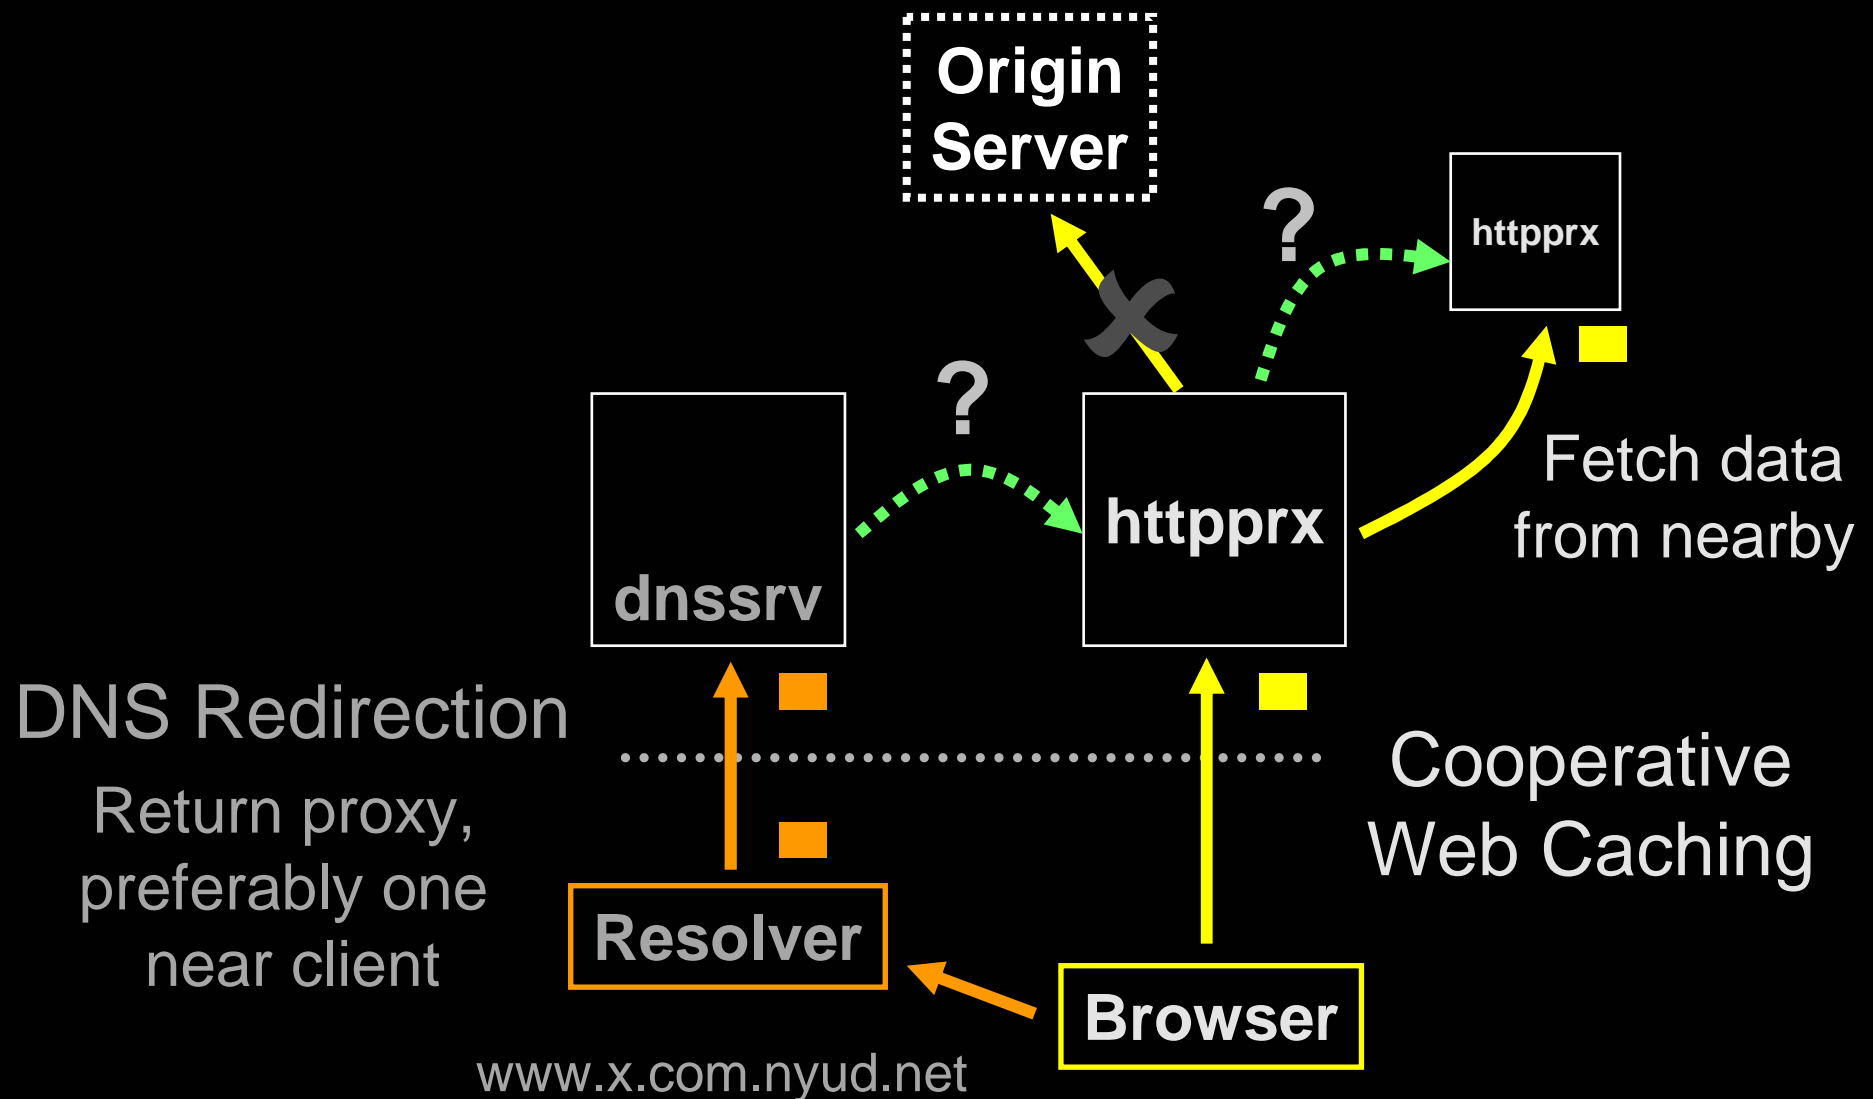 Origin
Server
?
httpprx
?
Fetch data
from nearby
httpprx
dnssrv
DNS Redirection
Return proxy,
preferably one
near client
Cooperative
Web Caching
Resolver
Browser
www.x.com.nyud.net